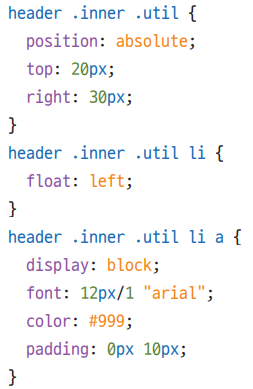 header .inner .util {
  position: absolute;
  top: 20px;
  right: 30px;
}
header .inner .util li {
  float: left;
}
header .inner .util li a {
  display: block;
  font: 12px/1 "arial";
  color: #999;
  padding: 0px 10px;
}